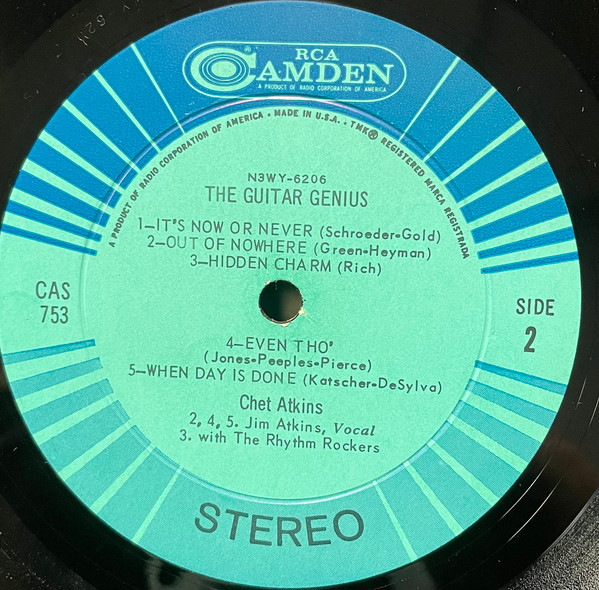 RCA
CAMDEN
®
A PRODUCT OF RADIO CORPORATION OF AMERICA
A PRODUCT OF RADIO CORPORATION OF AMERICA • MADE IN U.S.A. • TMK® REGISTERED MARCA REGISTRADA
N3WY-6206
THE GUITAR GENIUS
1—IT'S NOW OR NEVER (Schroeder-Gold)
2—OUT OF NOWHERE (Green-Heyman)
3—HIDDEN CHARM (Rich)
CAS
753
SIDE
2
4—EVEN THO'
(Jones-Peeples-Pierce)
5—WHEN DAY IS DONE (Katscher-DeSylva)
Chet Atkins
2, 4, 5. Jim Atkins, Vocal
3. with The Rhythm Rockers
STEREO